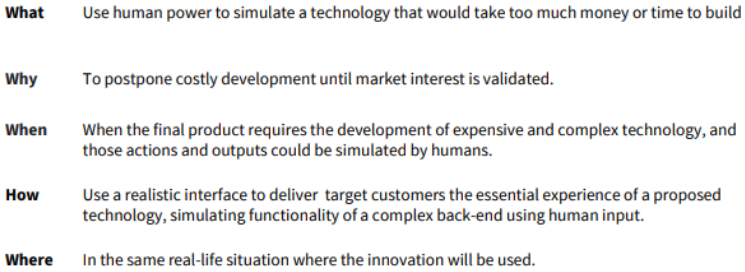 What Use human power to simulate a technology that would take too much money or time to build
Why To postpone costly development until market interest is validated.
When When the final product requires the development of expensive and complex technology, and
those actions and outputs could be simulated by humans.
How Use a realistic interface to deliver target customers the essential experience of a proposed
technology, simulating functionality of a complex back-end using human input.
Where In the same real-life situation where the innovation will be used.